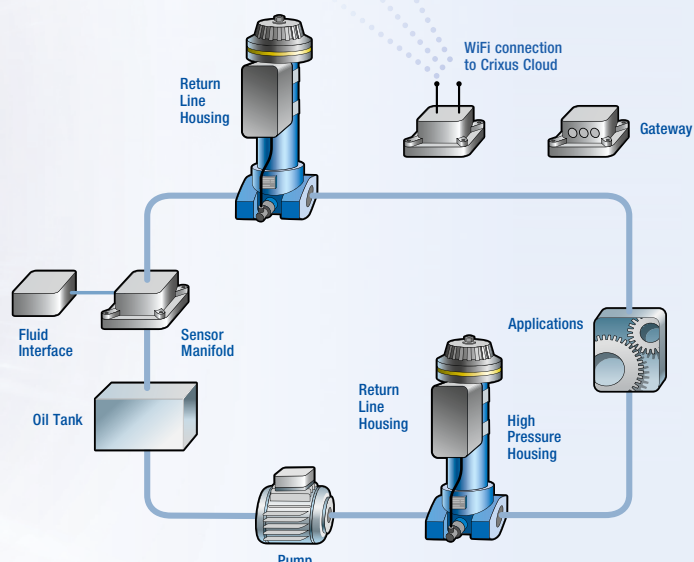 WiFi connection
to Crixus Cloud
Return
Line
Housing
Gateway
Fluid
Interface
Sensor
Manifold
Applications
Oil Tank
Return
Line
Housing
High
Pressure
Housing
Pump